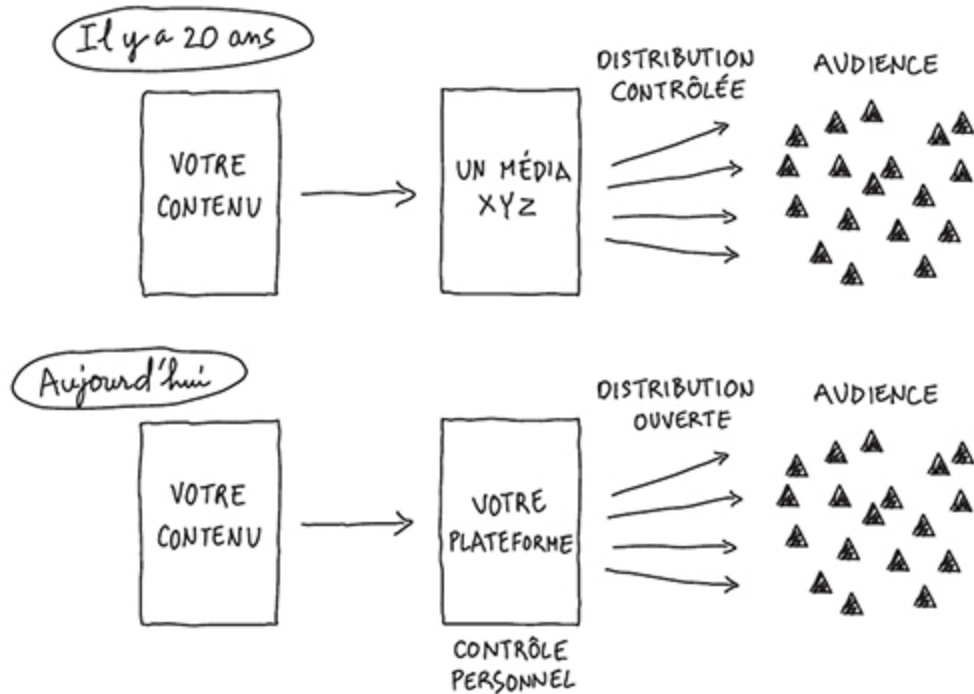 Il y a 20 ans
VOTRE
CONTENU
UN MÉDIA
XYZ
DISTRIBUTION
CONTRÔLÉE
AUDIENCE
Aujourd'hui
VOTRE
CONTENU
VOTRE
PLATEFORME
CONTRÔLE
PERSONNEL
DISTRIBUTION
OUVERTE
AUDIENCE